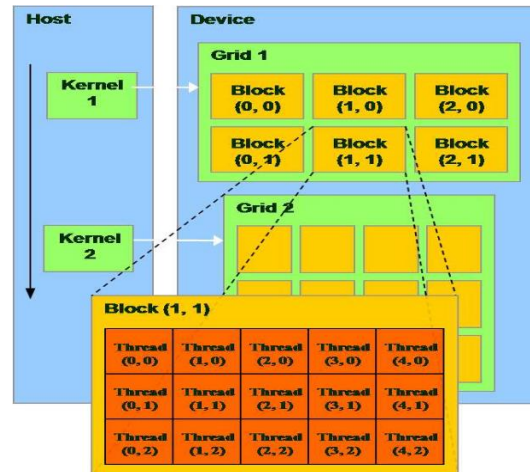 Host
Device
Grid 1
Kernel
1
Block
(0, 0)
Block
(1, 0)
Block
(2, 0)
Block
(0, 1)
Block
(1, 1)
Block
(2, 1)
Grid 2
Kernel
2
Block (1, 1)
Thread
(0, 0)
Thread
(1, 0)
Thread
(2, 0)
Thread
(3, 0)
Thread
(4, 0)
Thread
(0, 1)
Thread
(1, 1)
Thread
(2, 1)
Thread
(3, 1)
Thread
(4, 1)
Thread
(0, 2)
Thread
(1, 2)
Thread
(2, 2)
Thread
(3, 2)
Thread
(4, 2)